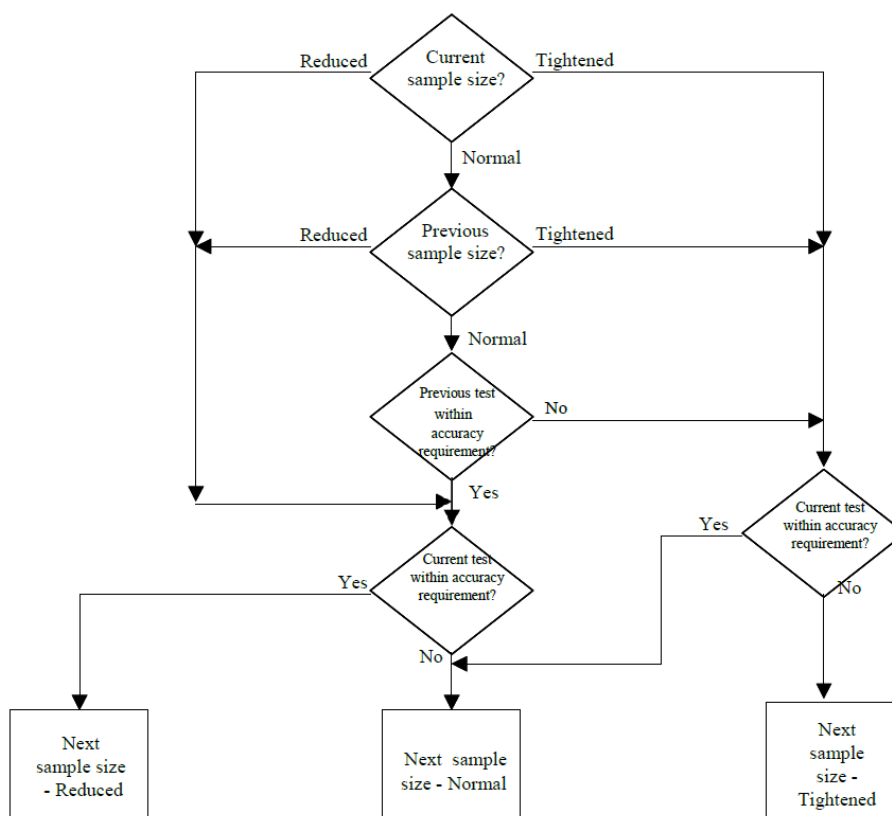 Current
sample size?
Reduced
Tightened
Normal
Previous
sample size?
Reduced
Tightened
Normal
Previous test
within
accuracy
requirement?
No
Yes
Current test
within accuracy
requirement?
Yes
No
Current test
within accuracy
requirement?
Yes
No
Next
sample size
- Reduced
Next sample
size - Normal
Next
sample
size -
Tightened